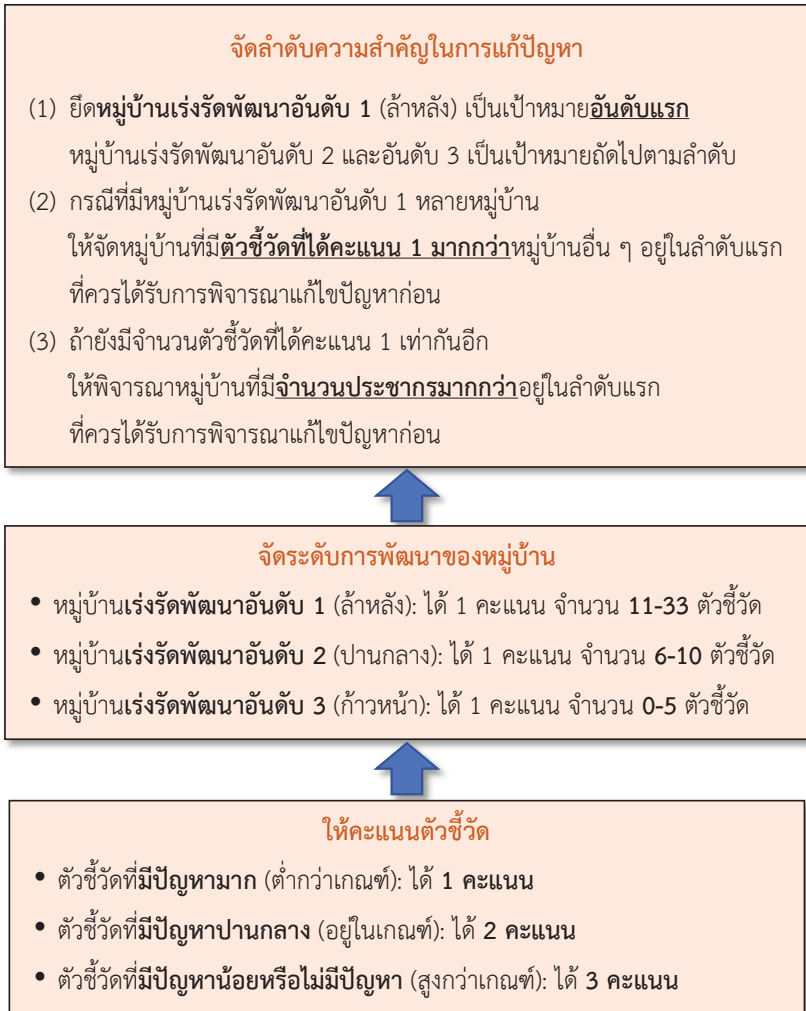 จัดลำดับความสำคัญในการแก้ปัญหา
(1) ยึดหมู่บ้านเร่งรัดพัฒนาอันดับ 1 (ล้าหลัง) เป็นเป้าหมายอันดับแรก
หมู่บ้านเร่งรัดพัฒนาอันดับ 2 และอันดับ 3 เป็นเป้าหมายถัดไปตามลำดับ
(2) กรณีที่มีหมู่บ้านเร่งรัดพัฒนาอันดับ 1 หลายหมู่บ้าน
ให้จัดหมู่บ้านที่มีตัวชี้วัดที่ได้คะแนน 1 มากกว่าหมู่บ้านอื่น ๆ อยู่ในลำดับแรก
ที่ควรได้รับการพิจารณาแก้ไขปัญหาก่อน
(3) ถ้ายังมีจำนวนตัวชี้วัดที่ได้คะแนน 1 เท่ากันอีก
ให้พิจารณาหมู่บ้านที่มีจำนวนประชากรมากกว่าอยู่ในลำดับแรก
ที่ควรได้รับการพิจารณาแก้ไขปัญหาก่อน
จัดระดับการพัฒนาของหมู่บ้าน
• หมู่บ้านเร่งรัดพัฒนาอันดับ 1 (ล้าหลัง): ได้ 1 คะแนน จำนวน 11-33 ตัวชี้วัด
• หมู่บ้านเร่งรัดพัฒนาอันดับ 2 (ปานกลาง): ได้ 1 คะแนน จำนวน 6-10 ตัวชี้วัด
• หมู่บ้านเร่งรัดพัฒนาอันดับ 3 (ก้าวหน้า): ได้ 1 คะแนน จำนวน 0-5 ตัวชี้วัด
ให้คะแนนตัวชี้วัด
• ตัวชี้วัดที่มีปัญหามาก (ต่ำกว่าเกณฑ์): ได้ 1 คะแนน
• ตัวชี้วัดที่มีปัญหาปานกลาง (อยู่ในเกณฑ์): ได้ 2 คะแนน
• ตัวชี้วัดที่มีปัญหาน้อยหรือไม่มีปัญหา (สูงกว่าเกณฑ์): ได้ 3 คะแนน